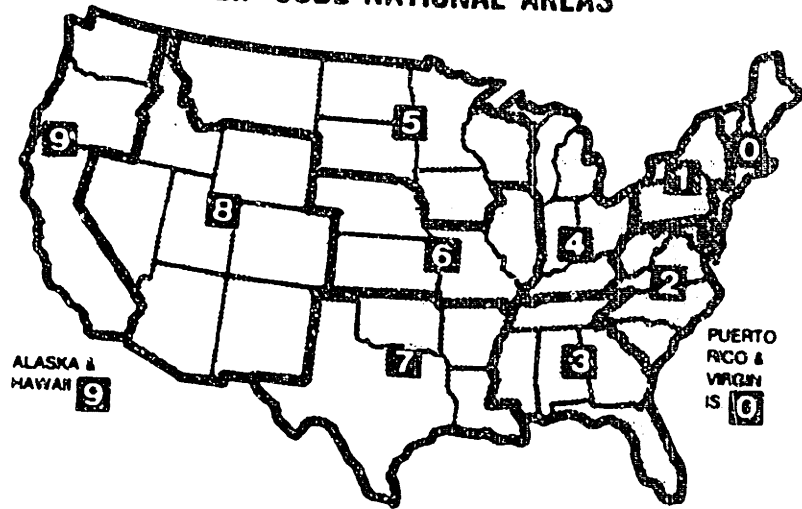 CODE NATIONAL AREAS
5
9
0
1
8
4
6
2
3
7
ALASKA &
HAWAII 9
PUERTO
RICO &
VIRGIN
IS 0